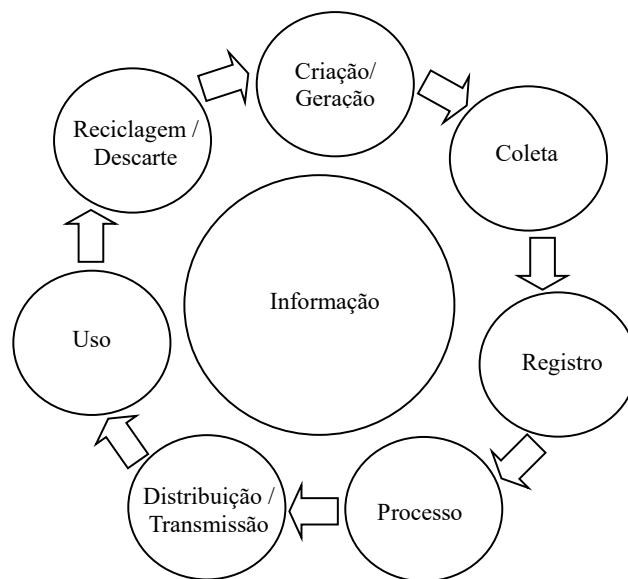 Criação/
Geração
Coleta
Registro
Processo
Distribuição /
Transmissão
Uso
Reciclagem /
Descarte
Informação